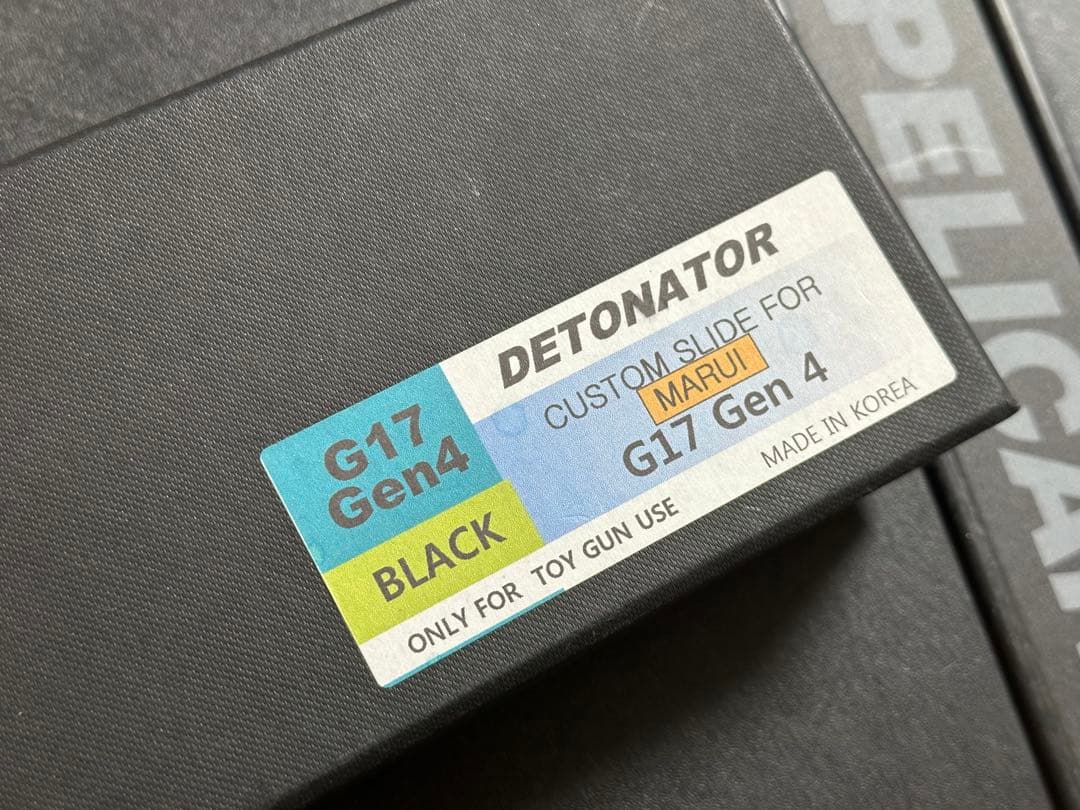 DETONATOR
CUSTOM SLIDE FOR
MARUI
G17 Gen 4
MADE IN KOREA
G17
Gen4
BLACK
ONLY FOR TOY GUN USE
PELICAN